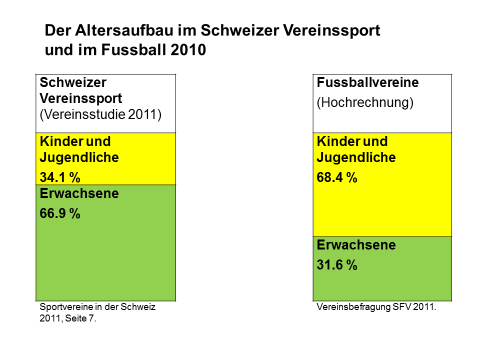 Der Altersaufbau im Schweizer Vereinssport
und im Fussball 2010
Schweizer
Vereinssport
(Vereinsstudie 2011)
Kinder und
Jugendliche
34.1 %
Erwachsene
66.9 %
Sportvereine in der Schweiz
2011, Seite 7.
Fussballvereine
(Hochrechnung)
Kinder und
Jugendliche
68.4 %
Erwachsene
31.6 %
Vereinsbefragung SFV 2011.